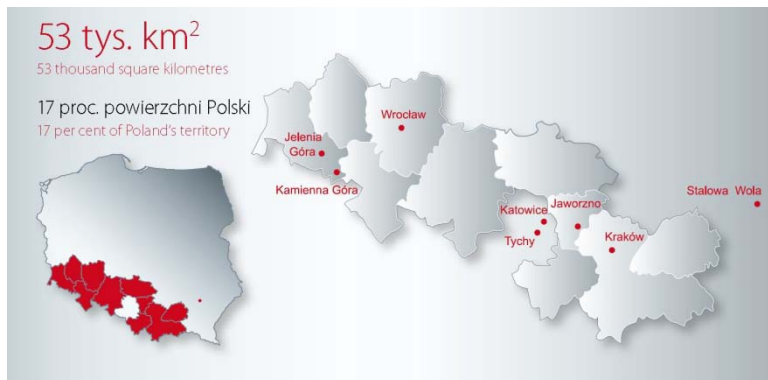 53 tys. km²
53 thousand square kilometres
17 proc. powierzchni Polski
17 per cent of Poland's territory
Wrocław
Jelenia
Góra
Kamienna Góra
Stalowa Wola
Katowice
Jaworzno
Tychy
Kraków